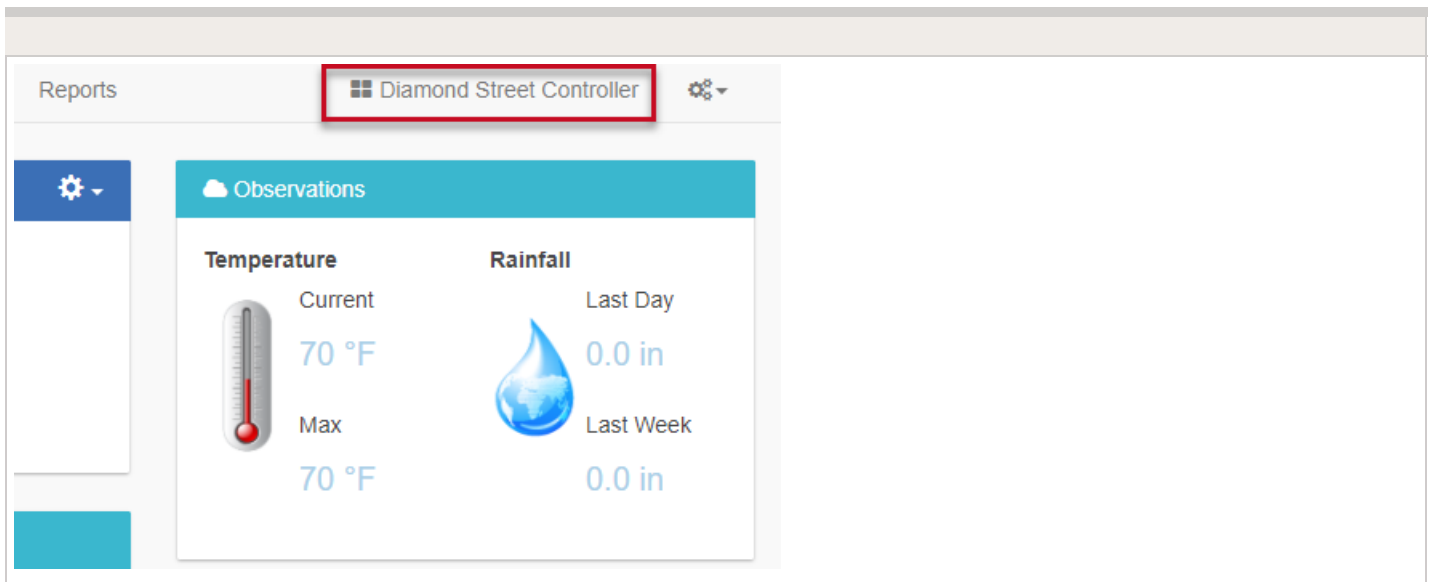 Reports
Diamond Street Controller
Observations
Temperature
Rainfall
Current
Last Day
70 °F
0.0 in
Max
Last Week
70 °F
0.0 in